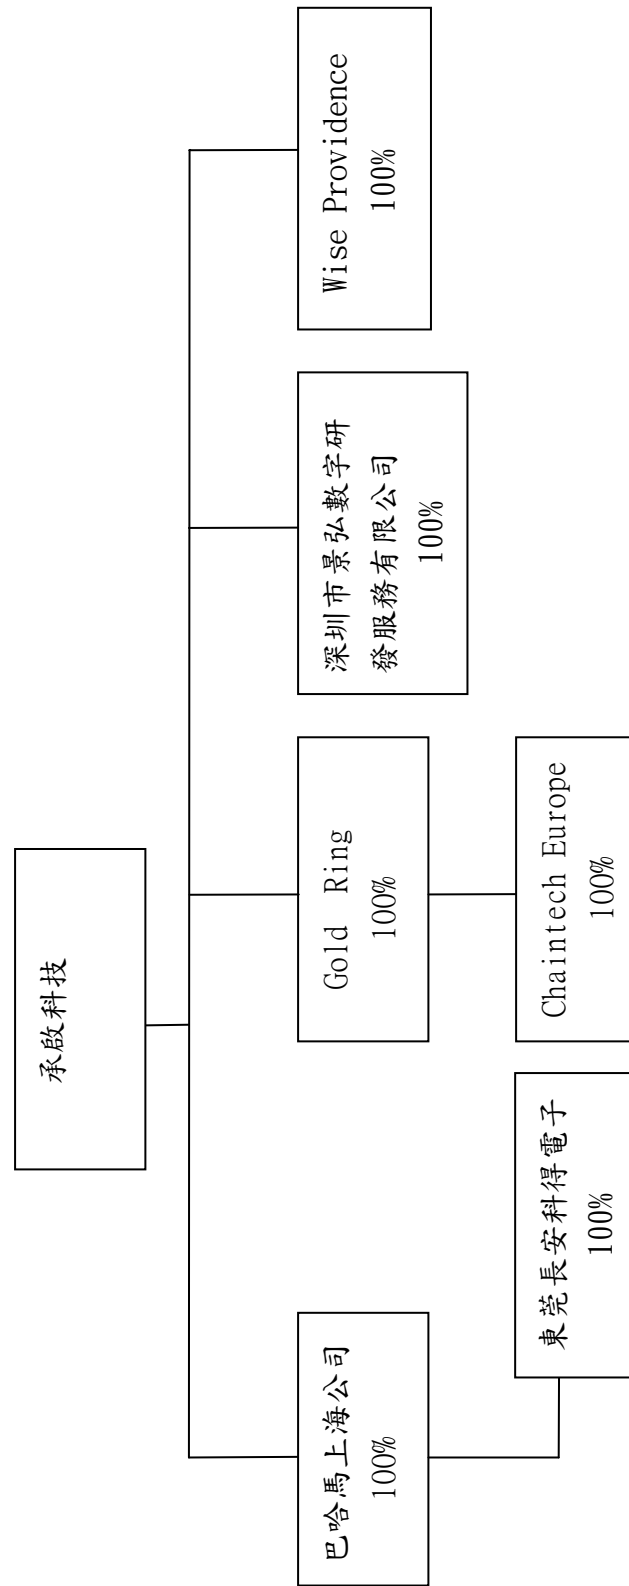 承啟科技
巴哈馬上海公司
100%
Gold Ring
100%
深圳市景弘數字研
發服務有限公司
100%
Wise Providence
100%
東莞長安科得電子
100%
Chaintech Europe
100%